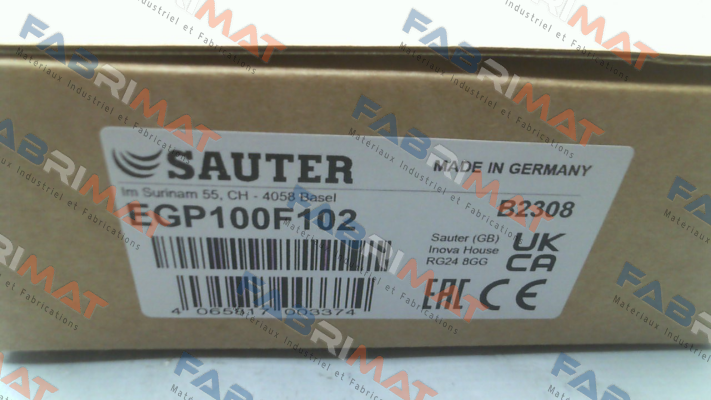 SAUTER
MADE IN GERMANY
Im Surinam 55, CH - 4058 Basel
EGP100F102
B2308
Sauter (GB)
Inova House
RG24 8GG
UK
CA
EAC CE
4 065817 003374
FABRIMAT
Matériaux Industriel et Fabrications